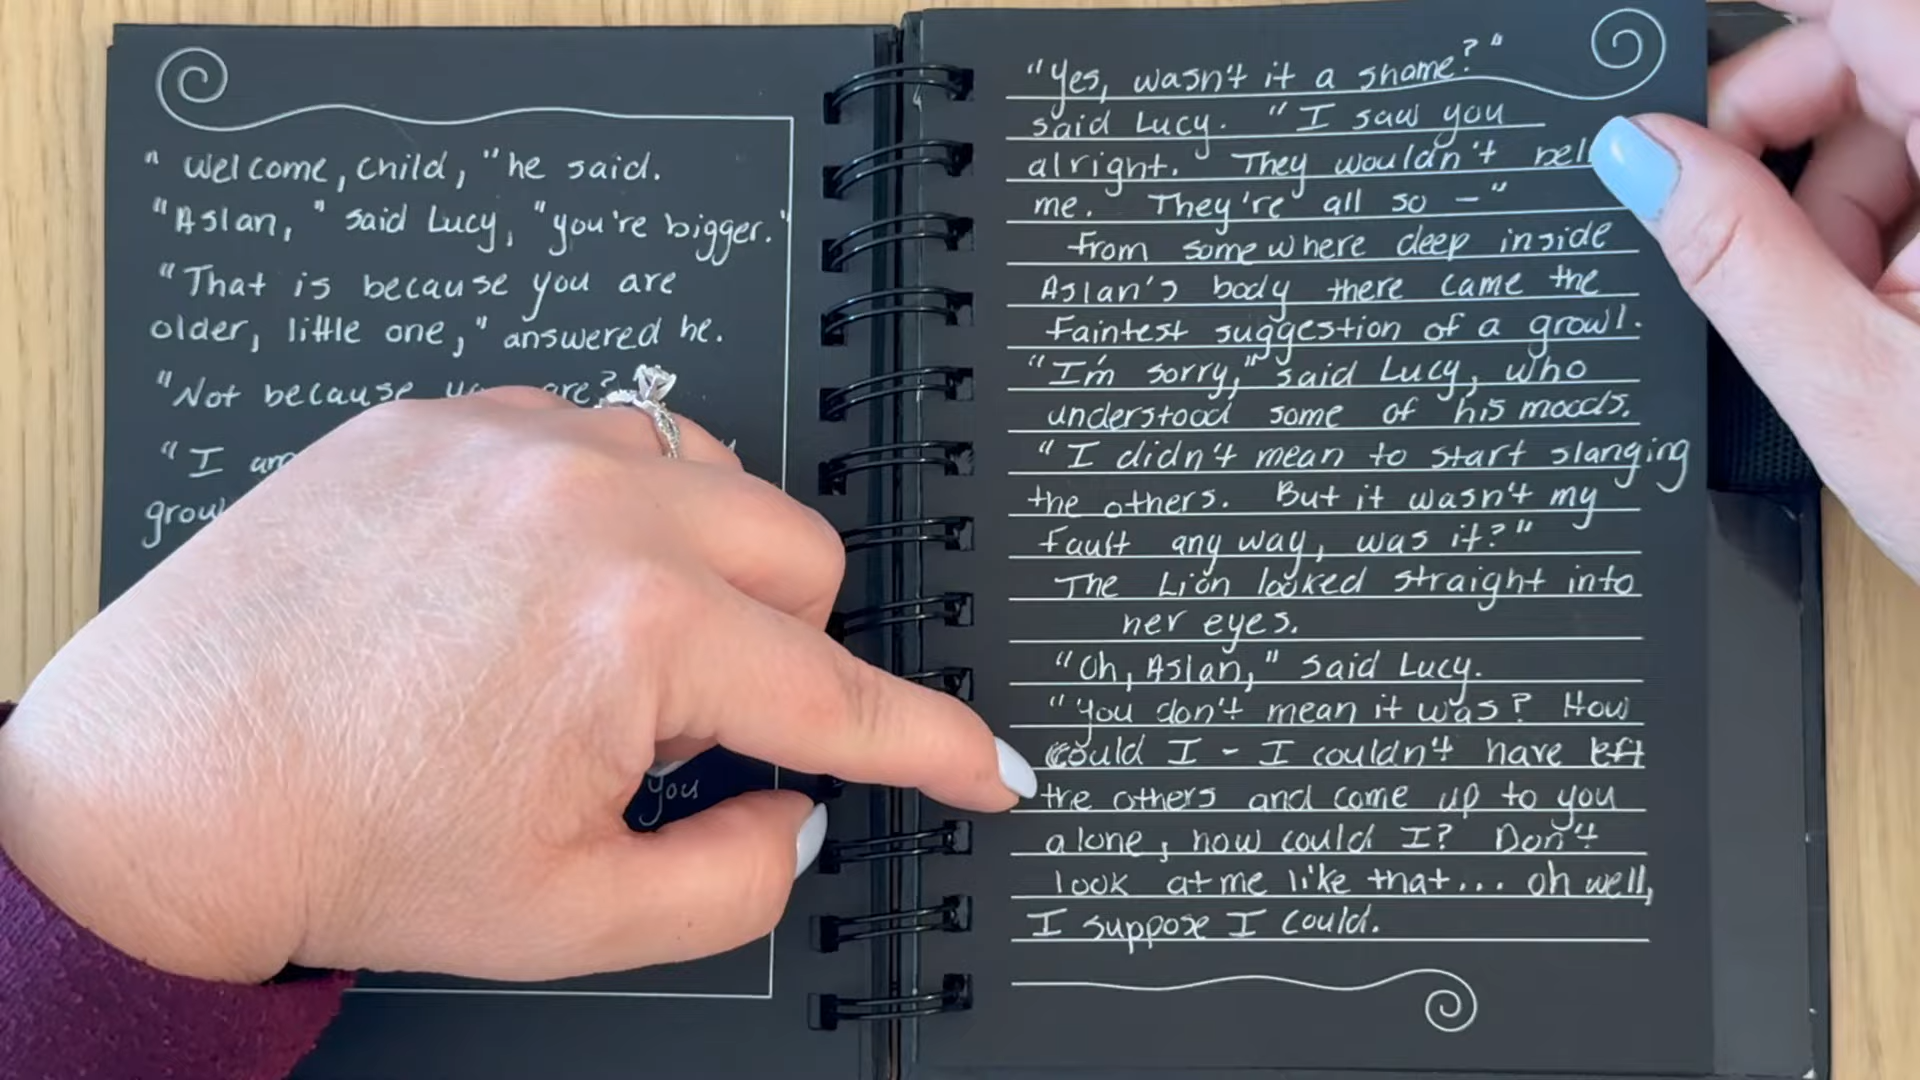 " Welcome, child, " he said.
"Aslan, " said Lucy, "you're bigger."
"That is because you are
older, little one," answered he.
"Not because
"I am
you
"Yes, wasn't it a shame?"
said Lucy. "I saw you
alright. They wouldn't
me. They're all so -"
From somewhere deep inside
Aslan's body there came the
faintest suggestion of a growl.
"I'm sorry," said Lucy, who
understood some of his moods.
"I didn't mean to start slanging
the others. But it wasn't my
fault any way, was it?"
The Lion looked straight into
her eyes.
"Oh, Aslan," said Lucy.
"You don't mean it was? How
could I - I couldn't have left
the others and come up to you
alone, how could I? Don't
look at me like that... oh well,
I suppose I could.